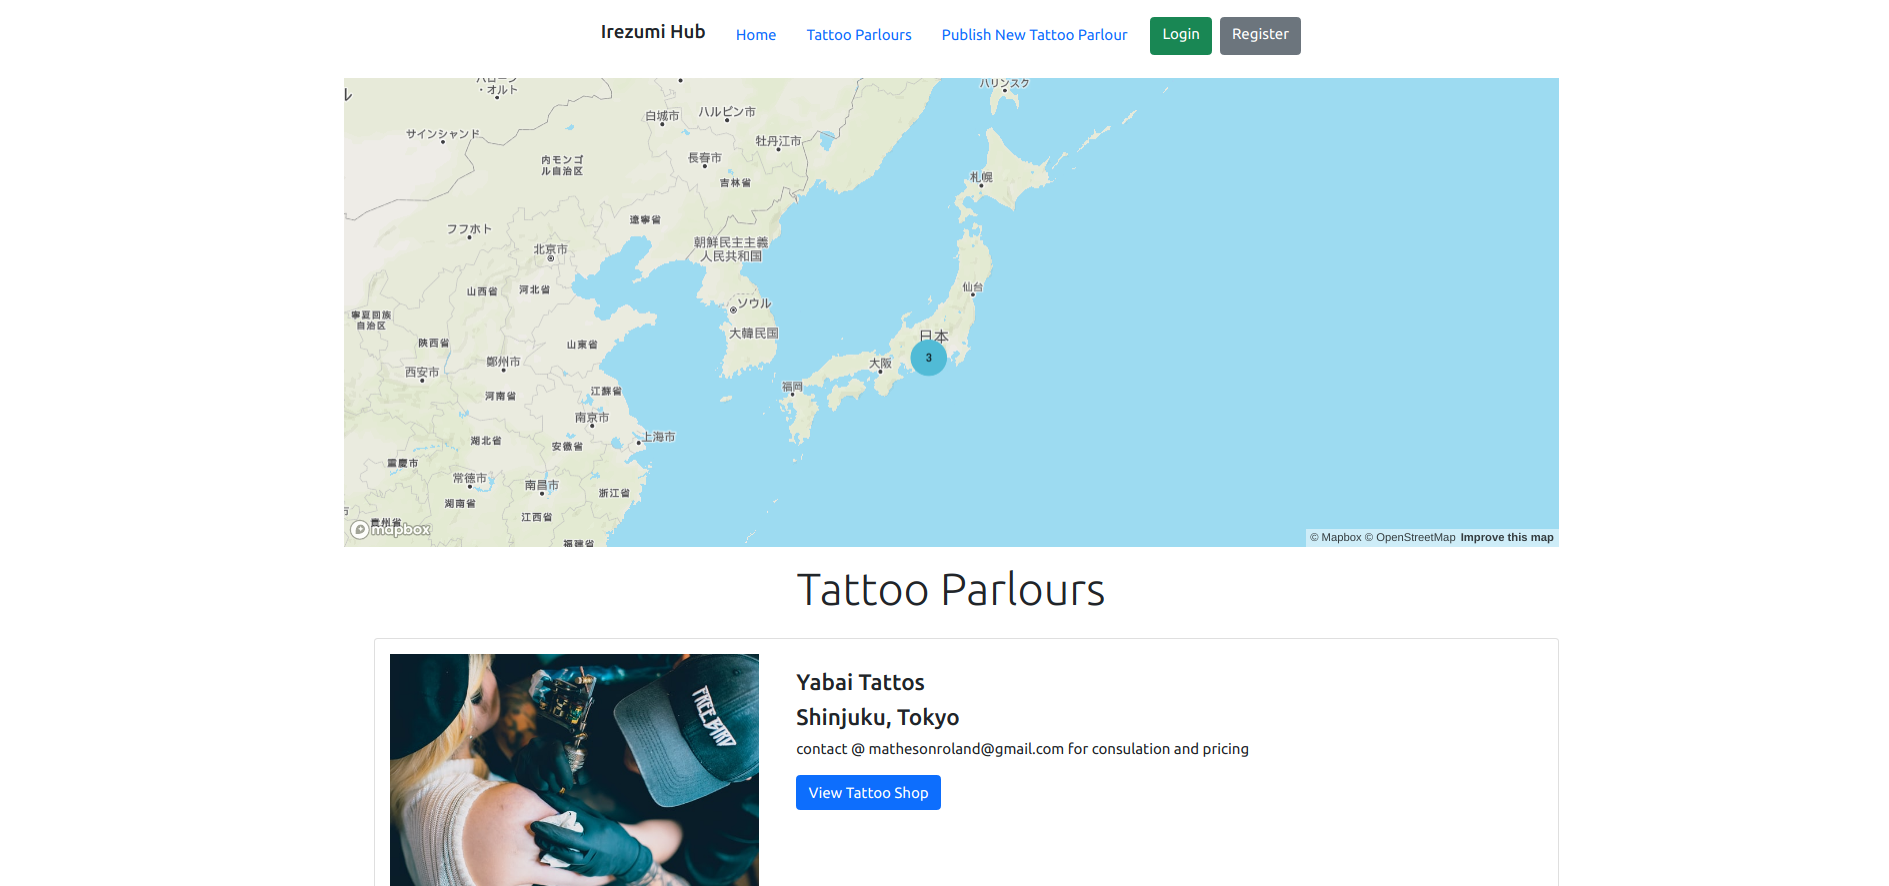 Irezumi Hub
Home
Tattoo Parlours
Publish New Tattoo Parlour
Login
Register
ハリンスク
・オルト
ル
白城市
ハルビン市
サインシャンド
牡丹江市
内モンゴ
ル自治区
長春市
吉林省
札幌
遼寧省
フフホト
北京市
朝鮮民主主義
人民共和国
山西省
河北省
仙台
ソウル
寧夏回族
自治区
大韓民国
日本
陝西省
山東省
3
鄭州市
大阪
西安市
福岡
河南省
江蘇省
南京市
湖北省
安徽省
上海市
重慶市
常徳市
南昌市
浙江省
湖南省
江西省
貴州省
福建省
mapbox
© Mapbox © OpenStreetMap Improve this map
Tattoo Parlours
FREE BIRD
Yabai Tattos
Shinjuku, Tokyo
contact @ mathesonroland@gmail.com for consulation and pricing
View Tattoo Shop